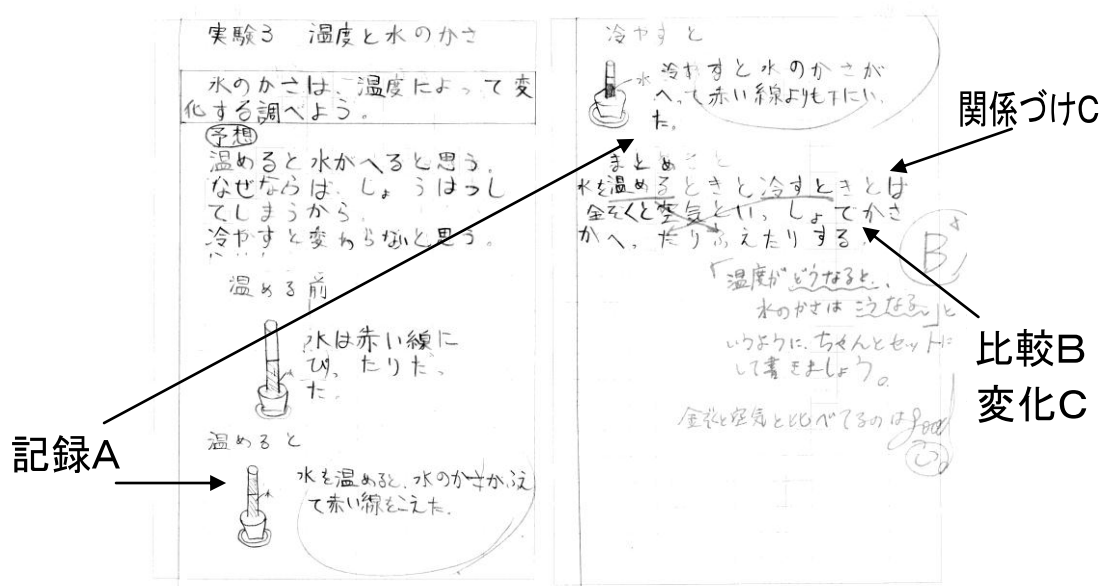 実験3 温度と水のかさ
水のかさは、温度によって変
化する調べよう。
予想
温めると水がへると思う。
なぜならば、じょうはつし
てしまうから。
冷やすと変わらないと思う。
温める前
水は赤い線に
ぴったりだっ
た。
温めると
水を温めると、水のかさがふえ
て赤い線をこえた。
記録A
冷やすと
水
冷やすと水のかさが
へって赤い線よりも下にい
た。
まとめ
水を温めるときと冷すときとは
金ぞくと空気といっしょでかさ
がへったりふえたりする。
B
「温度がどうなると、
水のかさは
」と
いうように、ちゃんとセットに
して書きましょう。
金ぞくと空気と比べてるのはgood
関係づけC
比較B
変化C